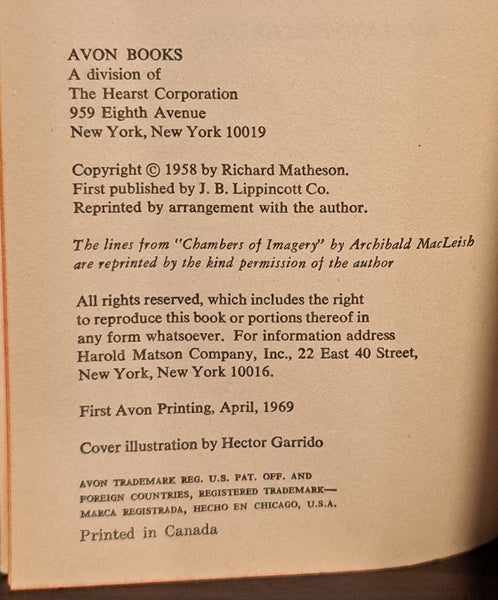 AVON BOOKS
A division of
The Hearst Corporation
959 Eighth Avenue
New York, New York 10019
Copyright © 1958 by Richard Matheson.
First published by J. B. Lippincott Co.
Reprinted by arrangement with the author.
The lines from "Chambers of Imagery" by Archibald MacLeish
are reprinted by the kind permission of the author
All rights reserved, which includes the right
to reproduce this book or portions thereof in
any form whatsoever. For information address
Harold Matson Company, Inc., 22 East 40 Street,
New York, New York 10016.
First Avon Printing, April, 1969
Cover illustration by Hector Garrido
AVON TRADEMARK REG. U.S. PAT. OFF. AND
FOREIGN COUNTRIES, REGISTERED TRADEMARK—
MARCA REGISTRADA, HECHO EN CHICAGO, U.S.A.
Printed in Canada